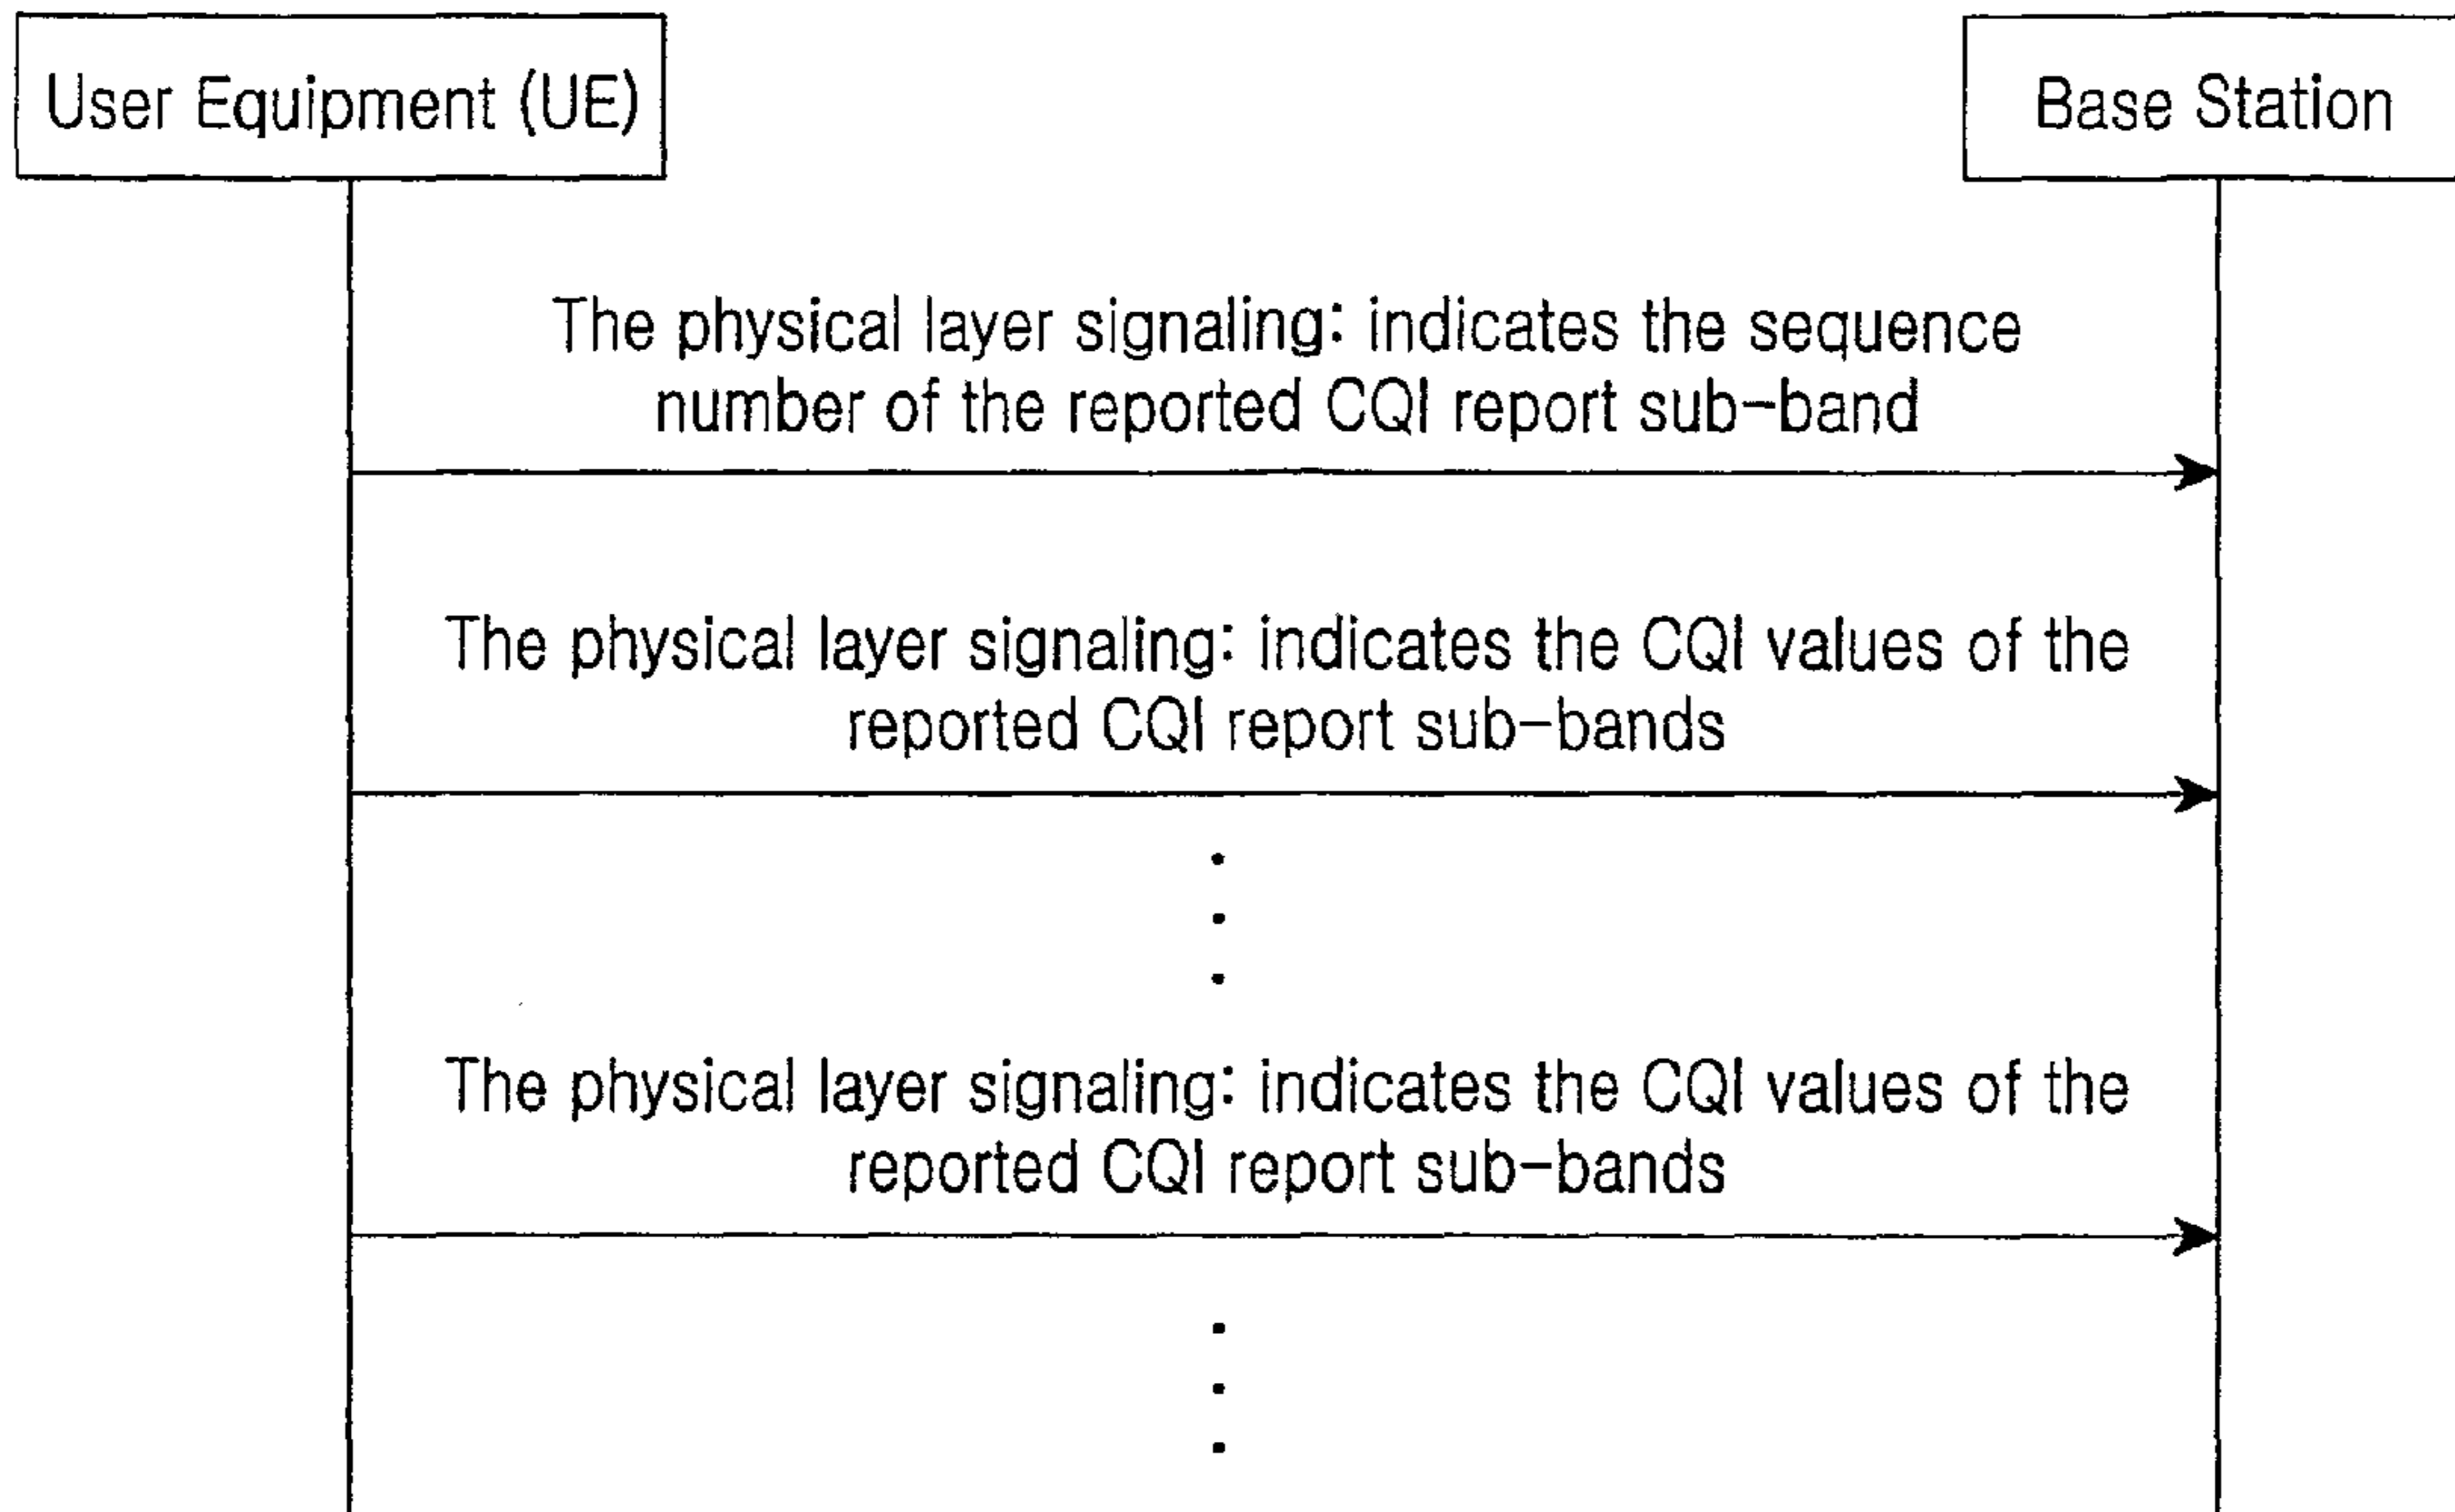 User Equipment (UE)
Base Station
The physical layer signaling: indicates the sequence
number of the reported CQI report sub-band
The physical layer signaling: indicates the CQI values of the
reported CQI report sub-bands
The physical layer signaling: indicates the CQI values of the
reported CQI report sub-bands